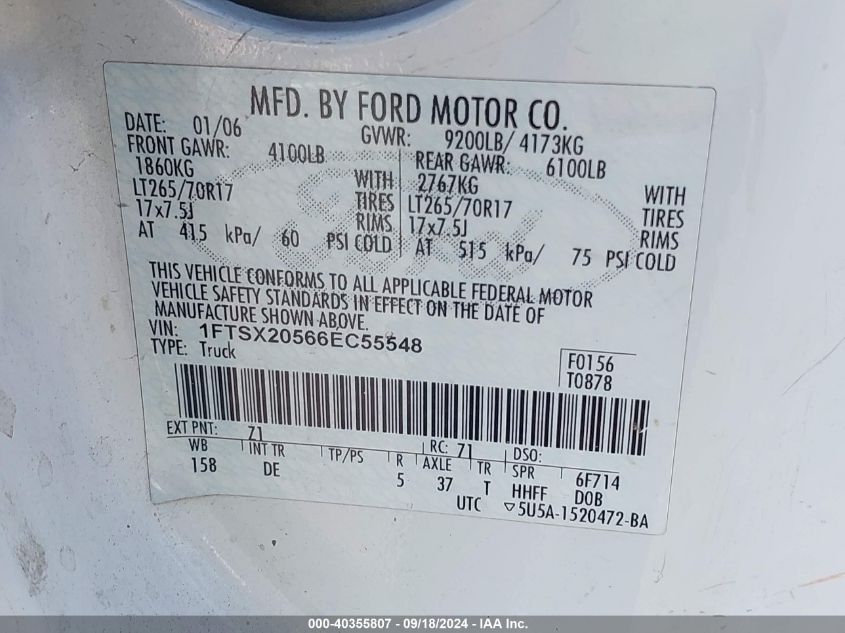 MFD. BY FORD MOTOR CO.
DATE: 01/06 GVWR: 9200LB/ 4173KG
FRONT GAWR: 4100LB REAR GAWR: 6100LB
1860KG WITH 2767KG WITH
LT265/70R17 TIRES LT265/70R17 TIRES
17x7.5J RIMS 17x7.5J RIMS
AT 415 kPa/ 60 PSI COLD AT 515 kPa/ 75 PSI COLD
Ford
THIS VEHICLE CONFORMS TO ALL APPLICABLE FEDERAL MOTOR
VEHICLE SAFETY STANDARDS IN EFFECT ON THE DATE OF
MANUFACTURE SHOWN ABOVE.
VIN: 1FTSX20566EC55548
TYPE: Truck
F0156
T0878
EXT PNT: 71 RC: 71 DSO:
WB INT TR TP/PS R AXLE TR SPR 6F714
158 DE 5 37 T HHFF DOB
UTC ▽5U5A-1520472-BA
000-40355807 - 09/18/2024 - IAA Inc.